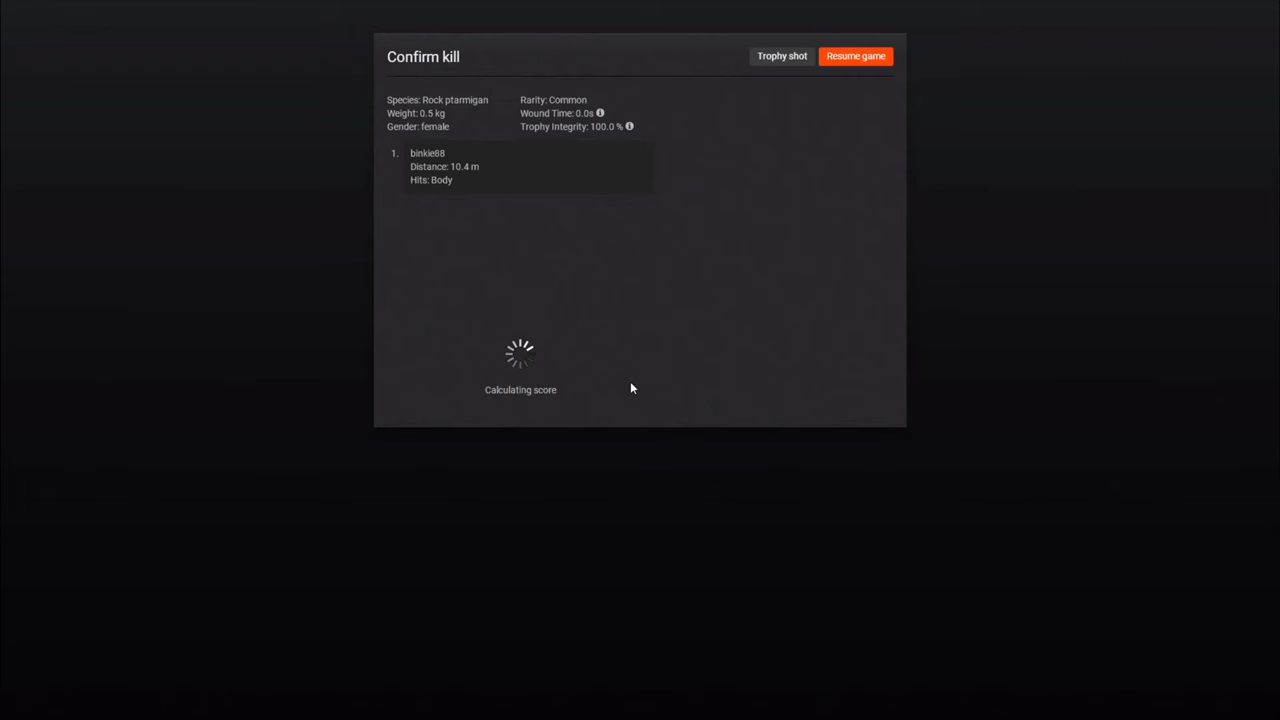 Confirm kill
Trophy shot
Resume game
Species: Rock ptarmigan
Weight: 0.5 kg
Gender: female
Rarity: Common
Wound Time: 0.0s
Trophy Integrity: 100.0 %
1. binkie88
Distance: 10.4 m
Hits: Body
Calculating score